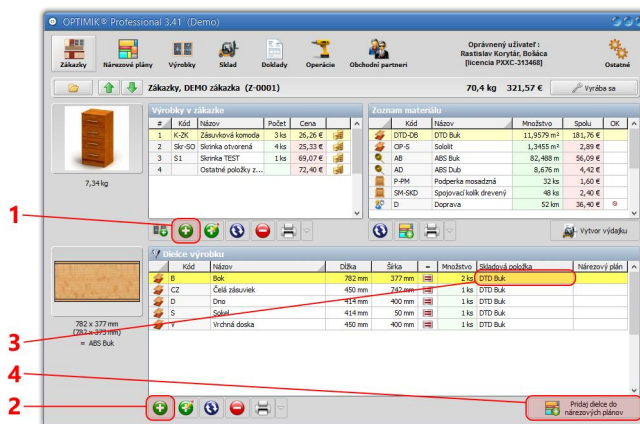 OPTIMIK® Professional 3.41 (Demo)
Zákazky Nárezové plány Výrobky Sklad Doklady Operácie Obchodní partneri Ostatné
Oprávnený užívateľ :
Rastislav Korytár, Bošáca
[licencia PXXC-313468]
Zákazky, DEMO zákazka (Z-0001) 70,4 kg 321,57 € Vyrába sa
Výrobky v zákazke
# Kód Názov Počet Cena
1 K-ZK Zásuvková komoda 3 ks 26,26 €
2 Skr-SO Skrinka otvorená 4 ks 25,33 €
3 S1 Skrinka TEST 1 ks 69,07 €
4 Ostatné položky z... 72,40 €
7,34 kg
Zoznam materiálu
Kód Názov Množstvo Spolu OK
DTD-DB DTD Buk 11,9579 m² 181,76 €
OP-S Sololit 1,3455 m² 2,89 €
AB ABS Buk 82,488 m 56,09 €
AD ABS Dub 8,676 m 4,42 €
P-PM Podperka mosadzná 32 ks 1,60 €
SM-SKD Spojovací kolík drevený 48 ks 2,40 €
D Doprava 52 km 36,40 €
1
Vytvor výdajku
Dielce výrobku
Kód Názov Dĺžka Šírka = Množstvo Skladová položka Nárezový plán
B Bok 782 mm 377 mm 2 ks DTD Buk
CZ Čelá zásuviek 450 mm 742 mm 1 ks DTD Buk
D Dno 414 mm 400 mm 1 ks DTD Buk
S Sokel 414 mm 50 mm 1 ks DTD Buk
V Vrchná doska 450 mm 400 mm 1 ks DTD Buk
782 x 377 mm
(782 x 375 mm)
= ABS Buk
3
4
2
Pridaj dielce do
nárezových plánov